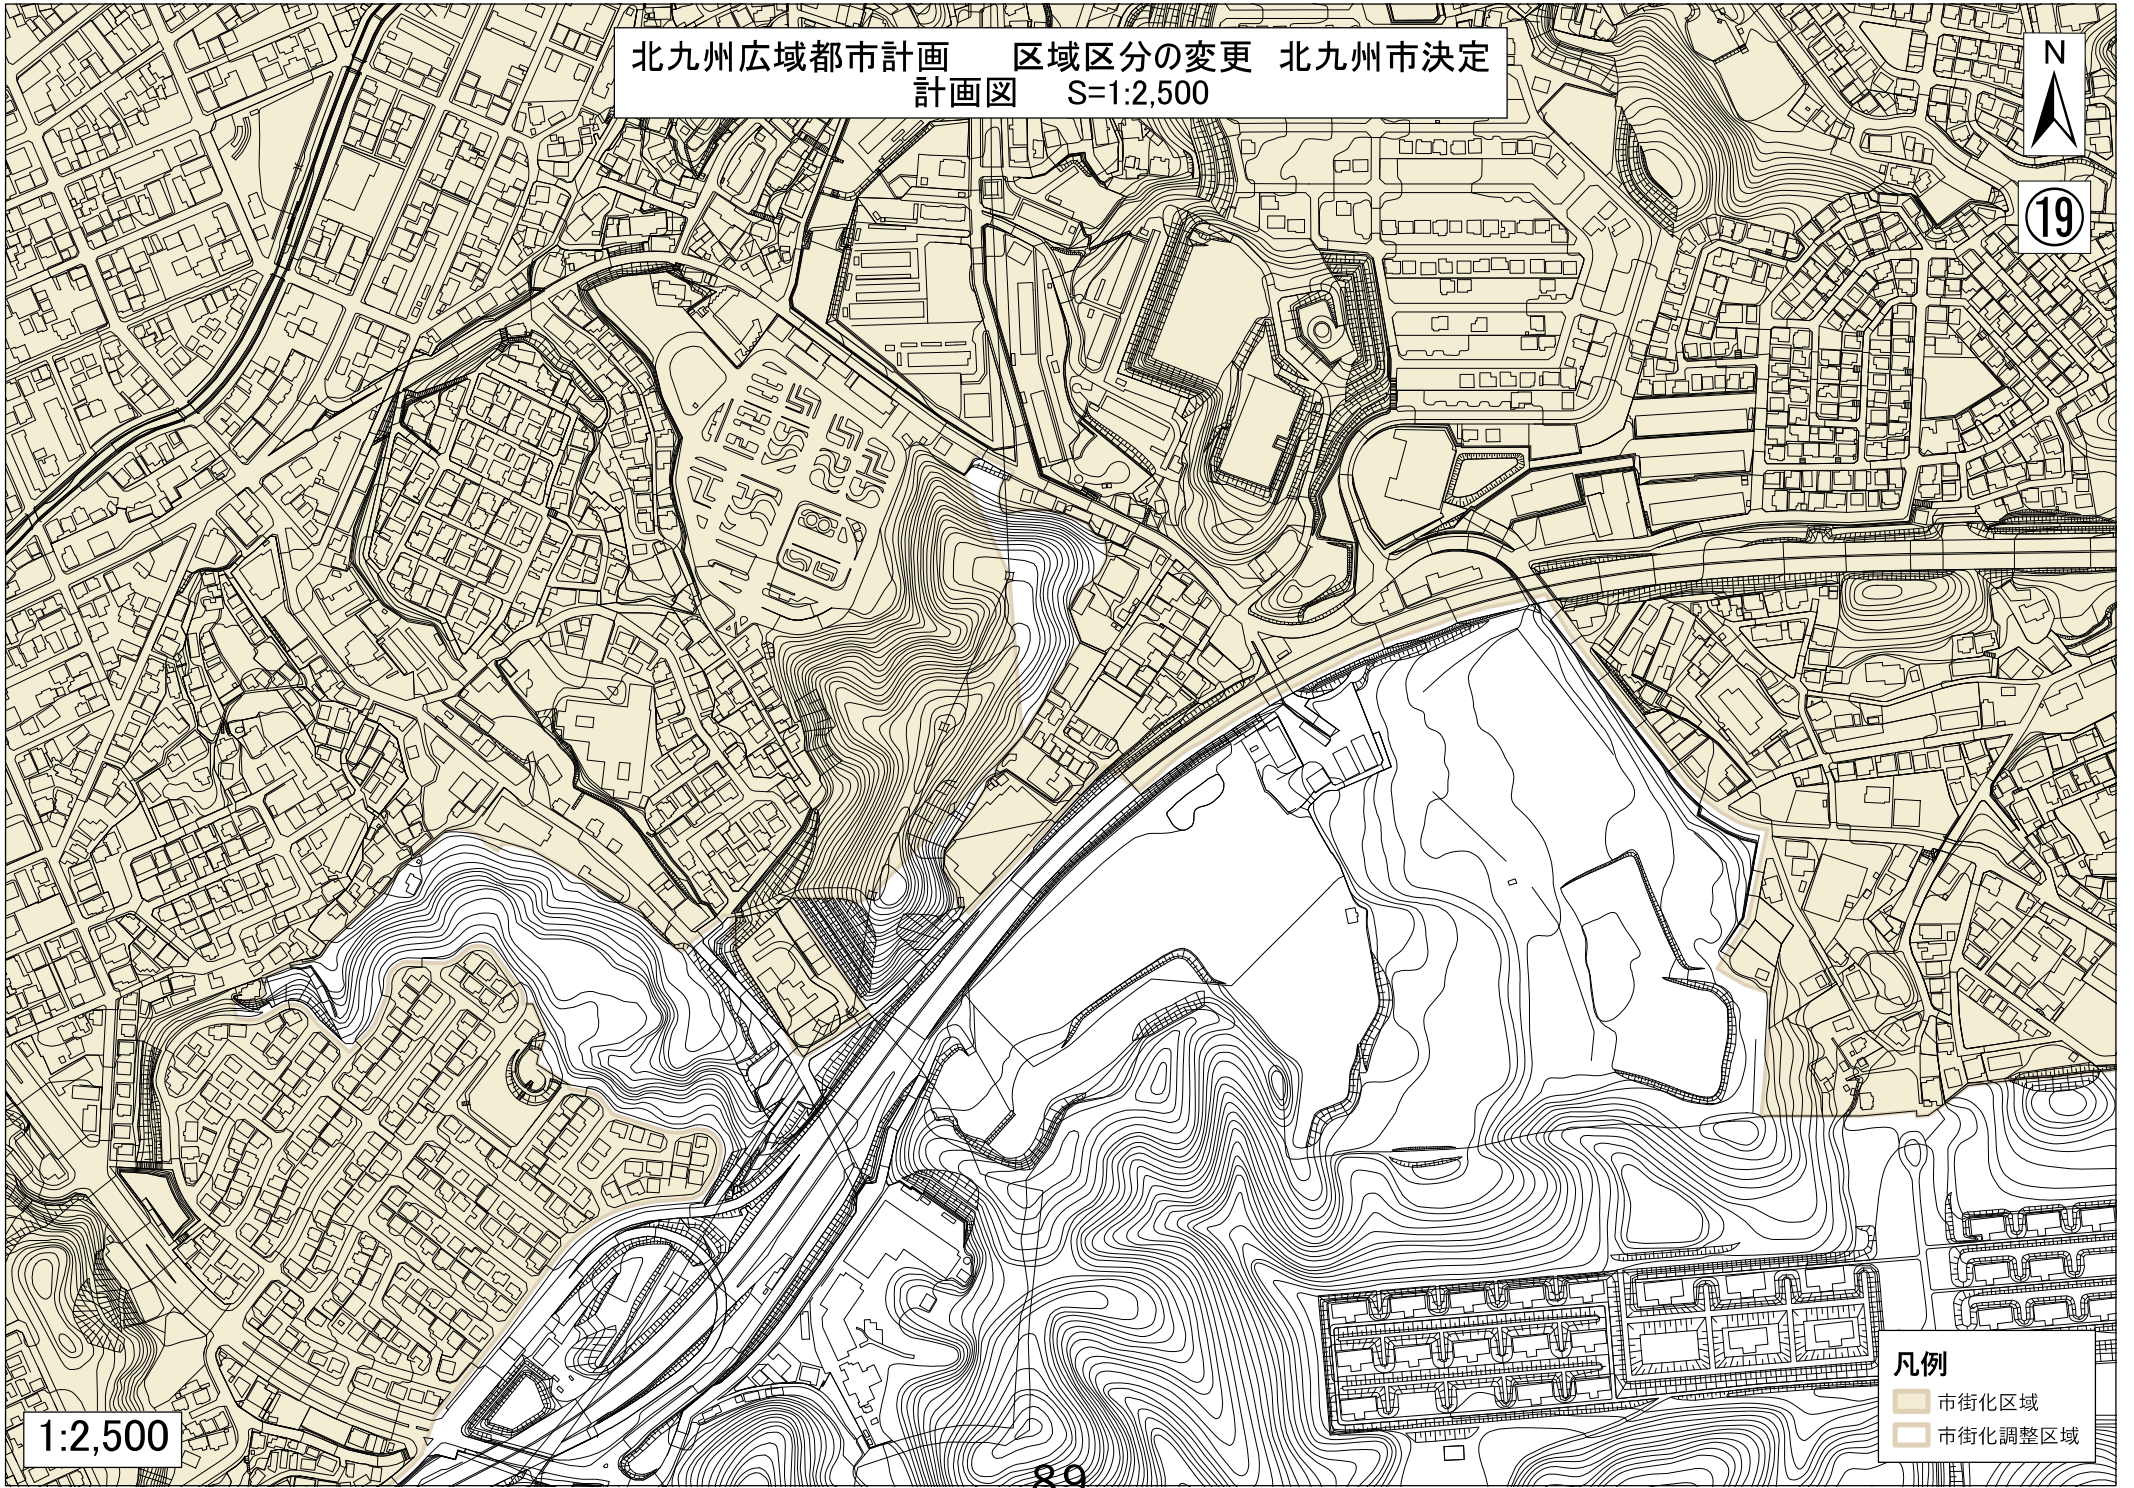 北九州広域都市計画　区域区分の変更　北九州市決定
計画図　S=1:2,500
N
⑲
凡例
市街化区域
市街化調整区域
1:2,500
89